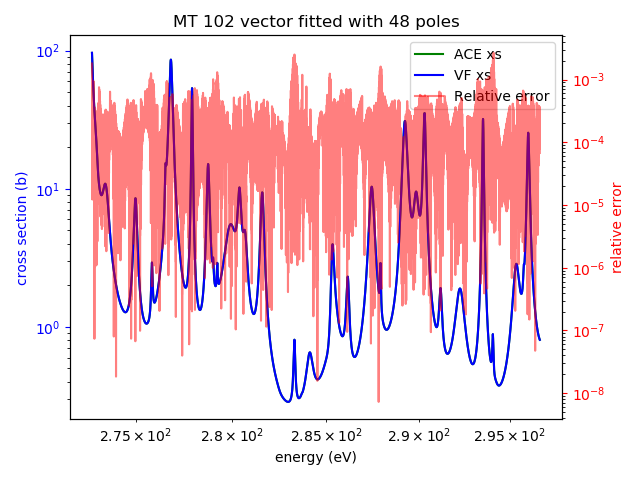 MT 102 vector fitted with 48 poles
ACE xs
VF xs
Relative error
cross section (b)
10²
10¹
10⁰
10⁻³
10⁻⁴
10⁻⁵
10⁻⁶
10⁻⁷
10⁻⁸
relative error
2.75 × 10² 2.8 × 10² 2.85 × 10² 2.9 × 10² 2.95 × 10²
energy (eV)